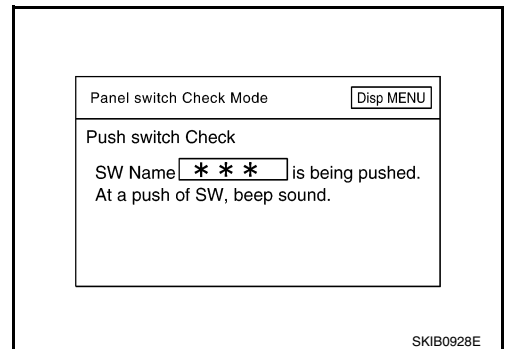 Panel switch Check Mode Disp MENU
Push switch Check
SW Name *** is being pushed.
At a push of SW, beep sound.
SKIB0928E